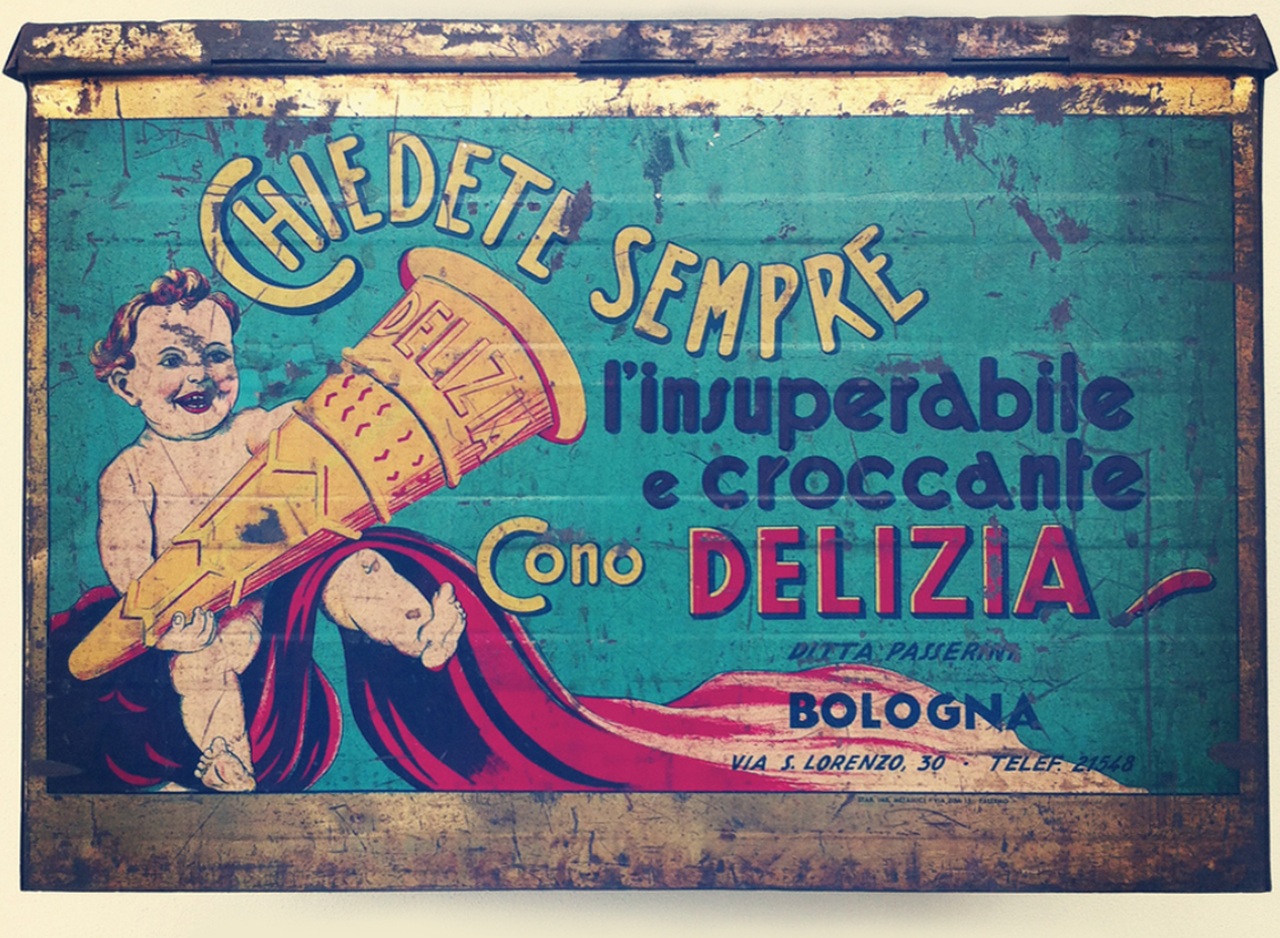 CHIEDETE SEMPRE
DELIZIA
l'insuperabile
e croccante
Cono DELIZIA
DITTA PASSERINI
BOLOGNA
VIA S. LORENZO, 30 · TELEF. 21548